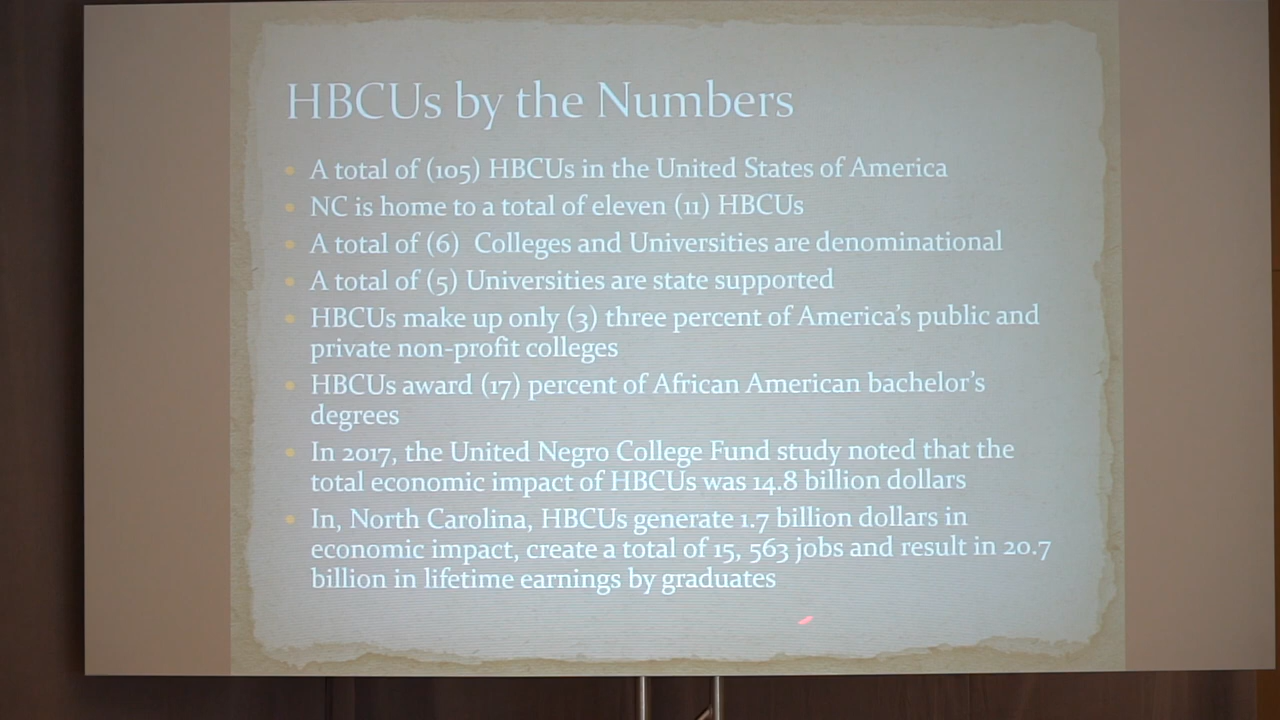 HBCUs by the Numbers
• A total of (105) HBCUs in the United States of America
• NC is home to a total of eleven (11) HBCUs
• A total of (6)  Colleges and Universities are denominational
• A total of (5) Universities are state supported
• HBCUs make up only (3) three percent of America's public and
private non-profit colleges
• HBCUs award (17) percent of African American bachelor's
degrees
• In 2017, the United Negro College Fund study noted that the
total economic impact of HBCUs was 14.8 billion dollars
• In, North Carolina, HBCUs generate 1.7 billion dollars in
economic impact, create a total of 15, 563 jobs and result in 20.7
billion in lifetime earnings by graduates